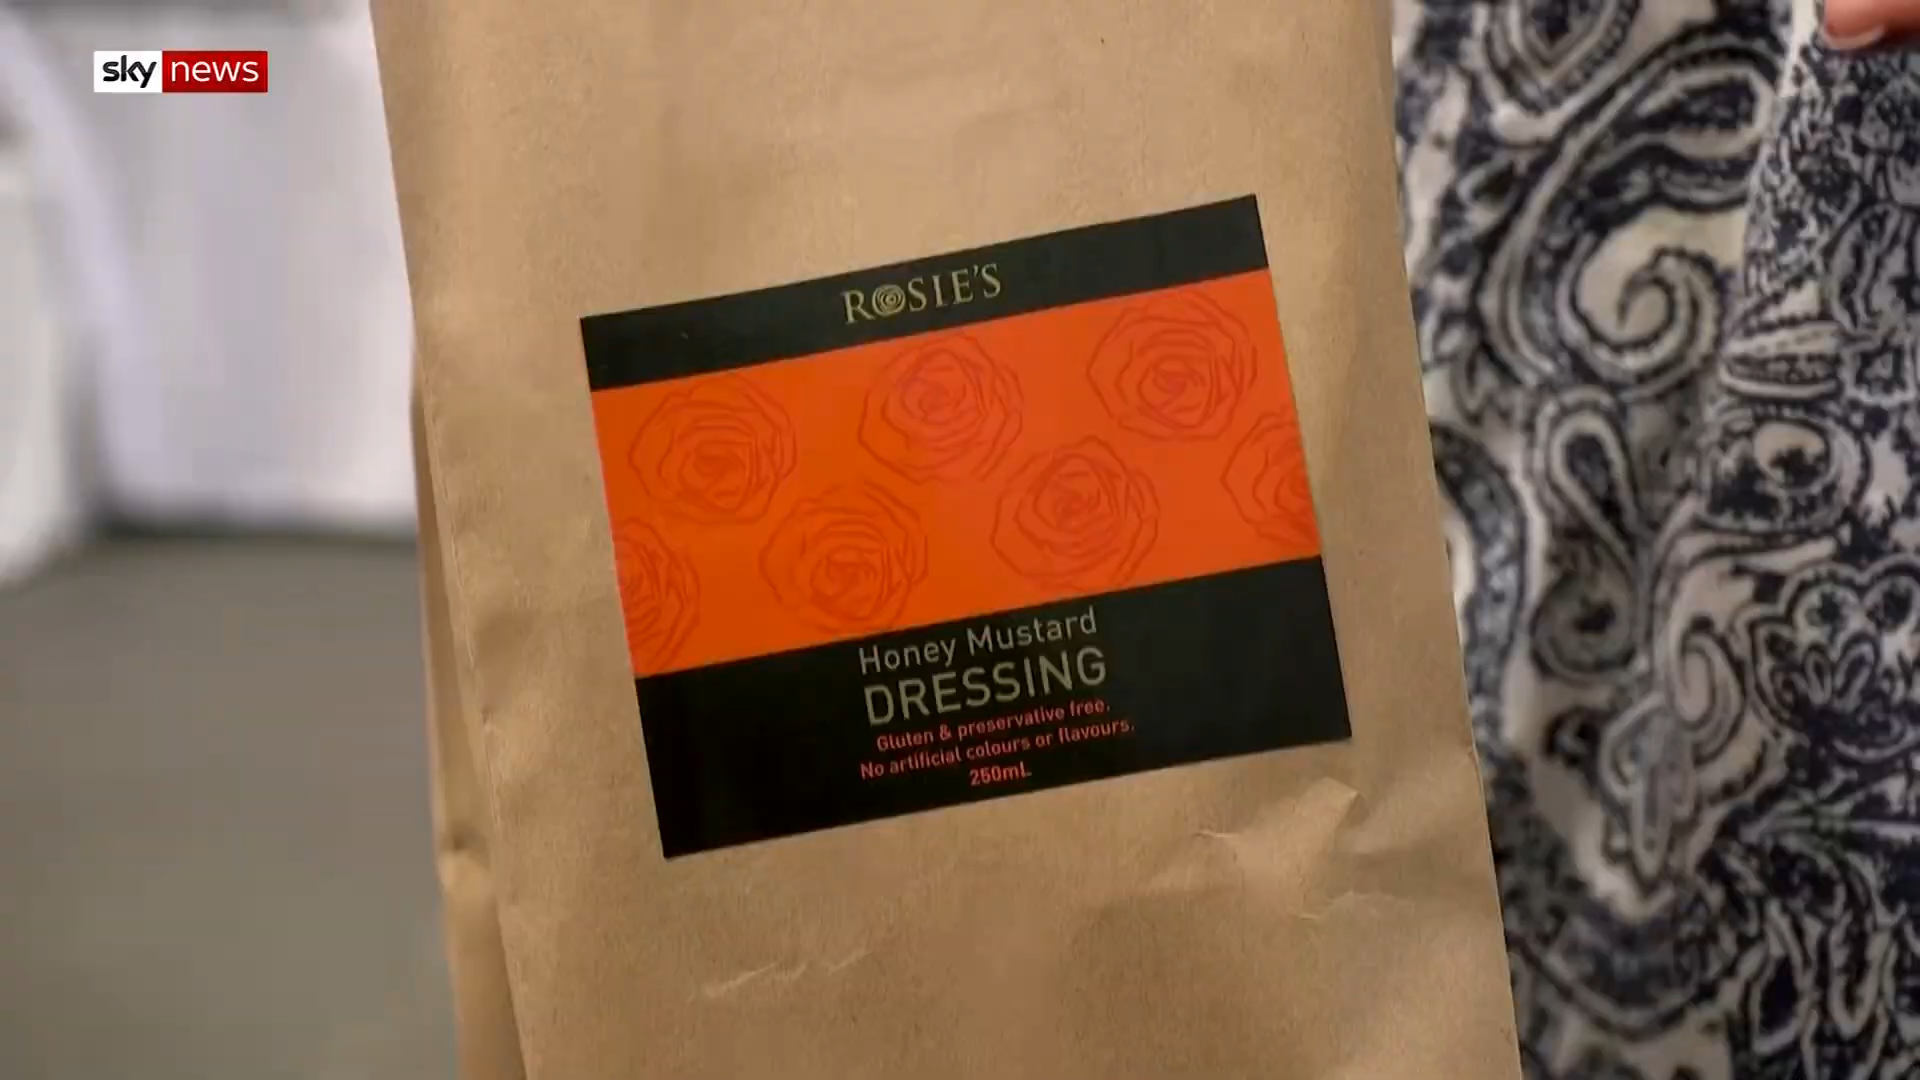 sky news
ROSIE'S
Honey Mustard
DRESSING
Gluten & preservative free.
No artificial colours or flavours.
250mL